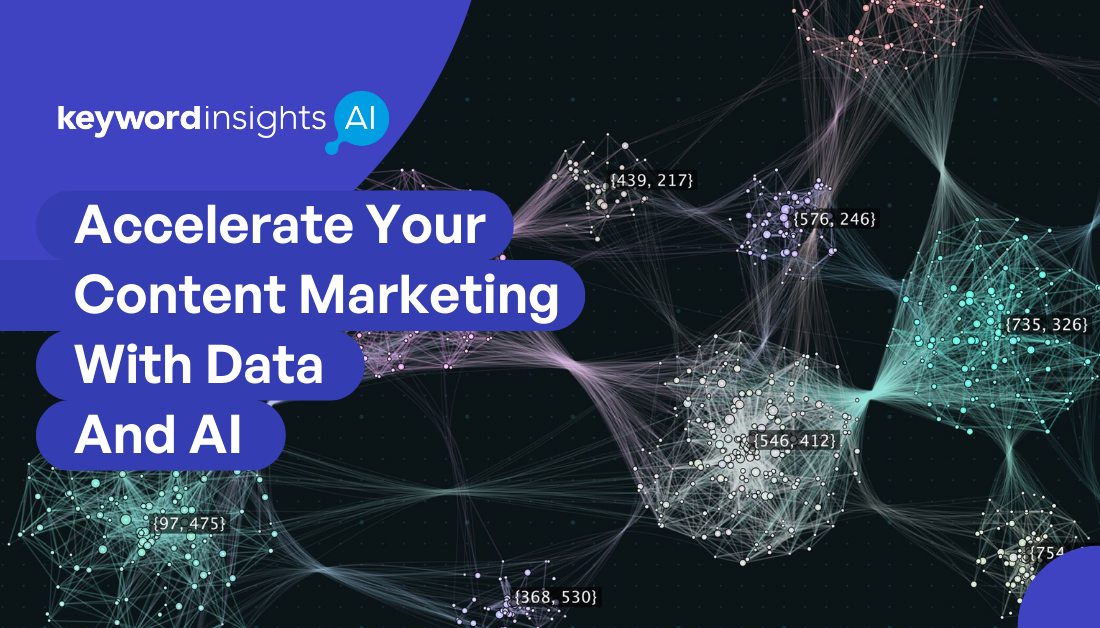 keywordinsights AI
Accelerate Your
Content Marketing
With Data
And AI
{439, 217}
{576, 246}
{735, 326}
{546, 412}
{97, 475}
{754
{368, 530}